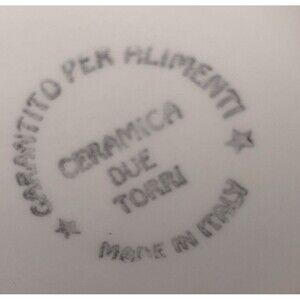 GARANTITO PER ALIMENTI
CERAMICA
DUE
TORRI
MADE IN ITALY